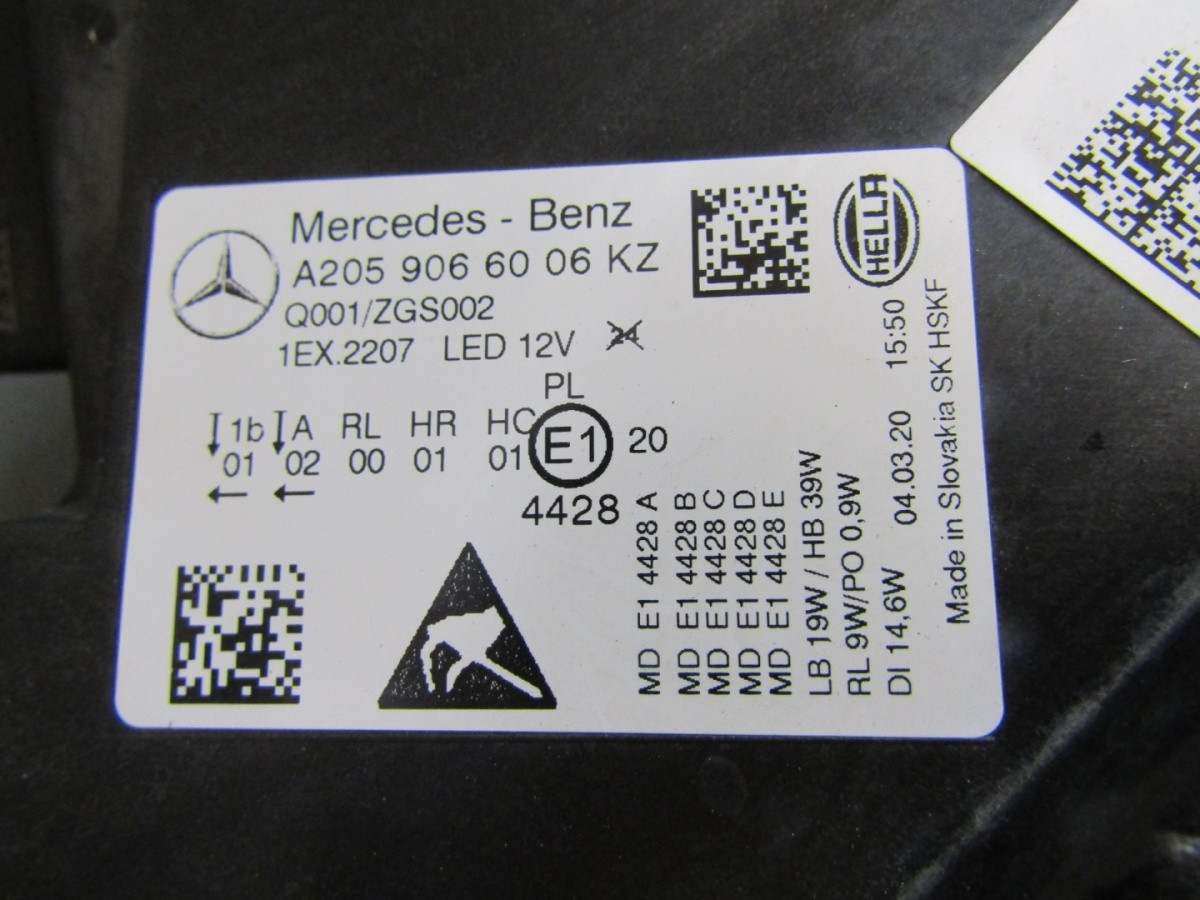 Mercedes - Benz
A205 906 60 06 KZ
Q001/ZGS002
1EX.2207 LED 12V 24
PL
1b A RL HR HC
01 02 00 01 01 E1 20
4428
MD E1 4428 A
MD E1 4428 B
MD E1 4428 C
MD E1 4428 D
MD E1 4428 E
LB 19W / HB 39W
RL 9W/PO 0,9W
DI 14,6W 04.03.20 15:50
Made in Slovakia SK HSKF
HELLA